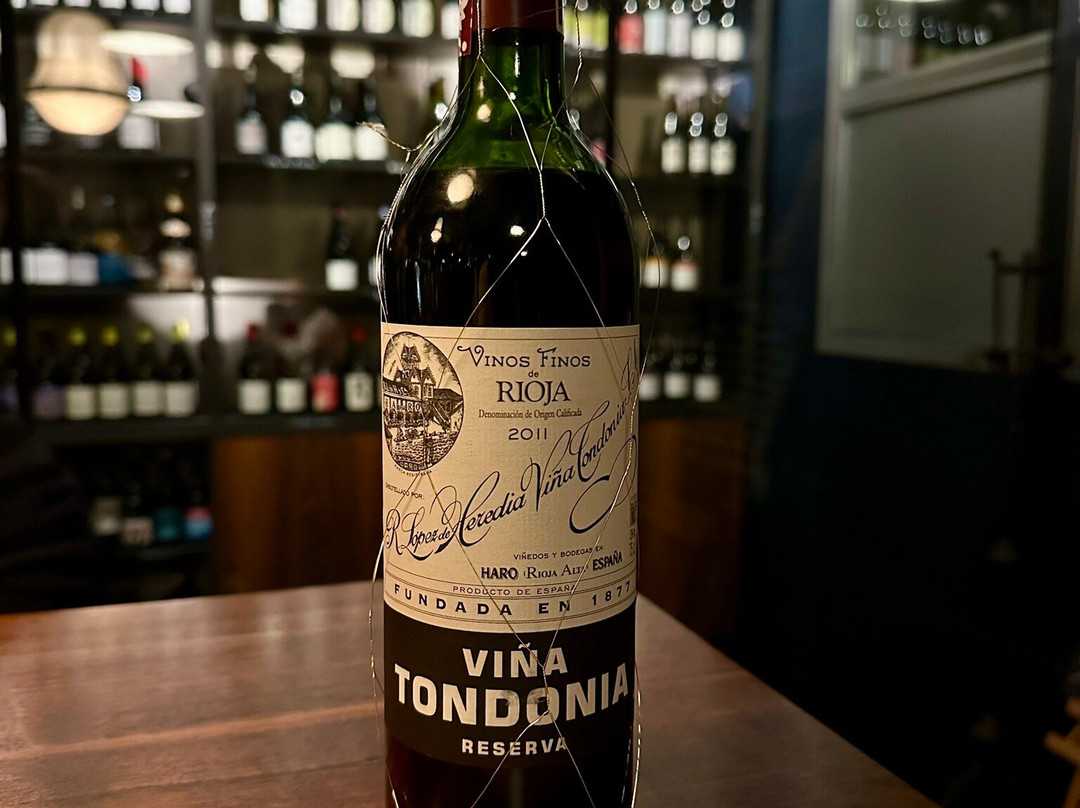 VINOS FINOS
de
RIOJA
Denominación de Origen Calificada
2011
R. López de Heredia Viña Tondonia
VIÑEDOS Y BODEGAS EN
HARO (RIOJA ALTA) ESPAÑA
PRODUCTO DE ESPAÑA
FUNDADA EN 1877
VIÑA
TONDONIA
RESERVA